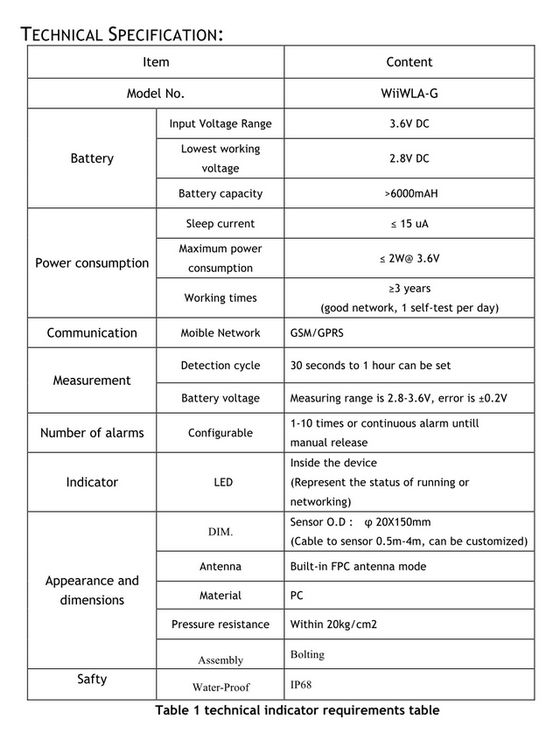 TECHNICAL SPECIFICATION:
Item Content
Model No. WiiWLA-G
Battery
Input Voltage Range 3.6V DC
Lowest working
voltage
2.8V DC
Battery capacity >6000mAH
Power consumption
Sleep current ≤ 15 uA
Maximum power
consumption
≤ 2W@ 3.6V
Working times
≥3 years
(good network, 1 self-test per day)
Communication Moible Network GSM/GPRS
Measurement
Detection cycle 30 seconds to 1 hour can be set
Battery voltage Measuring range is 2.8-3.6V, error is ±0.2V
Number of alarms Configurable
1-10 times or continuous alarm untill
manual release
Indicator LED
Inside the device
(Represent the status of running or
networking)
Appearance and
dimensions
DIM.
Sensor O.D : φ 20X150mm
(Cable to sensor 0.5m-4m, can be customized)
Antenna Built-in FPC antenna mode
Material PC
Pressure resistance Within 20kg/cm2
Assembly Bolting
Safty Water-Proof IP68
Table 1 technical indicator requirements table